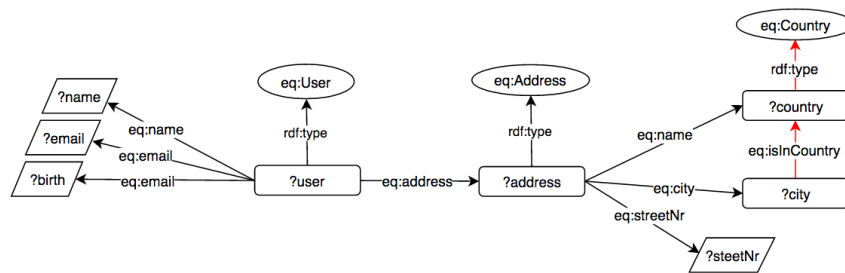 eq:Country
eq:User
eq:Address
rdf:type
?name
?country
eq:name
rdf:type
rdf:type
eq:name
?email
eq:email
eq:isInCountry
?birth
eq:email
?user
eq:address
?address
eq:city
?city
eq:streetNr
?steetNr